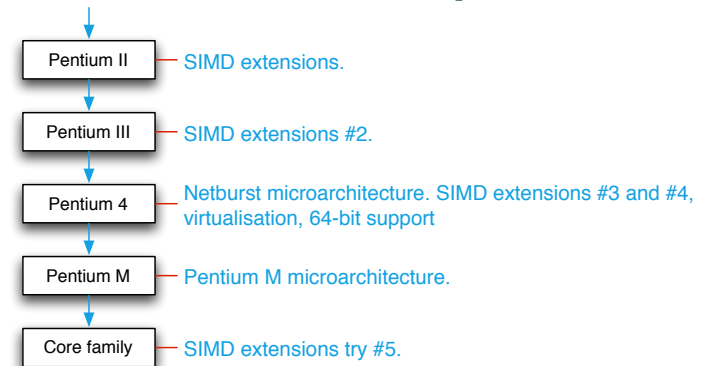 Pentium II
SIMD extensions.
Pentium III
SIMD extensions #2.
Pentium 4
Netburst microarchitecture. SIMD extensions #3 and #4,
virtualisation, 64-bit support
Pentium M
Pentium M microarchitecture.
Core family
SIMD extensions try #5.